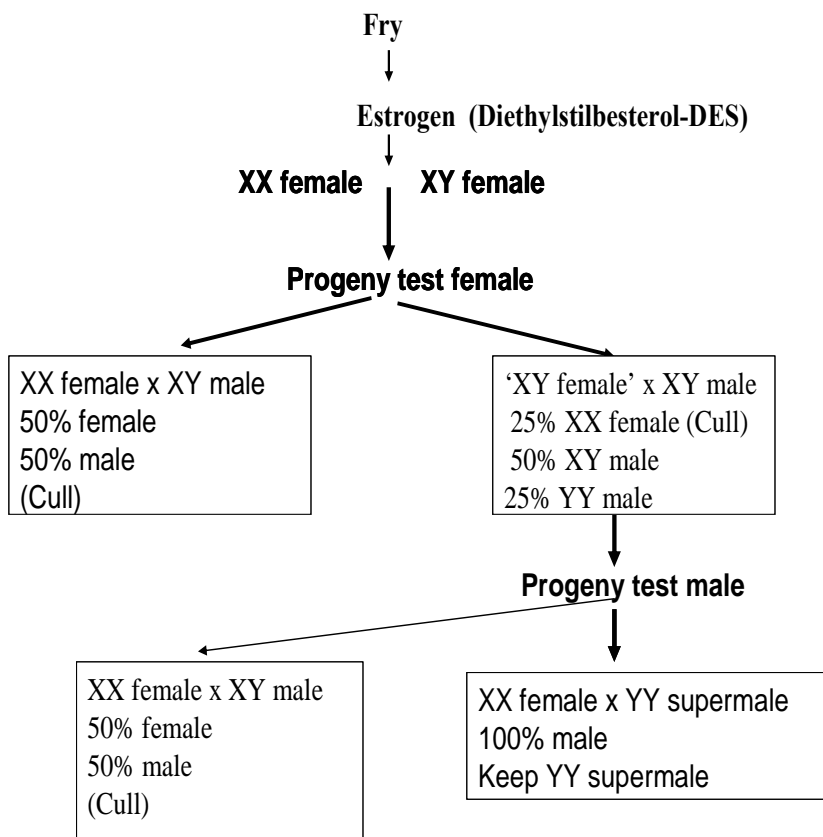 Fry
Estrogen (Diethylstilbesterol-DES)
XX female XY female
Progeny test female
XX female x XY male
50% female
50% male
(Cull)
‘XY female’ x XY male
25% XX female (Cull)
50% XY male
25% YY male
Progeny test male
XX female x XY male
50% female
50% male
(Cull)
XX female x YY supermale
100% male
Keep YY supermale